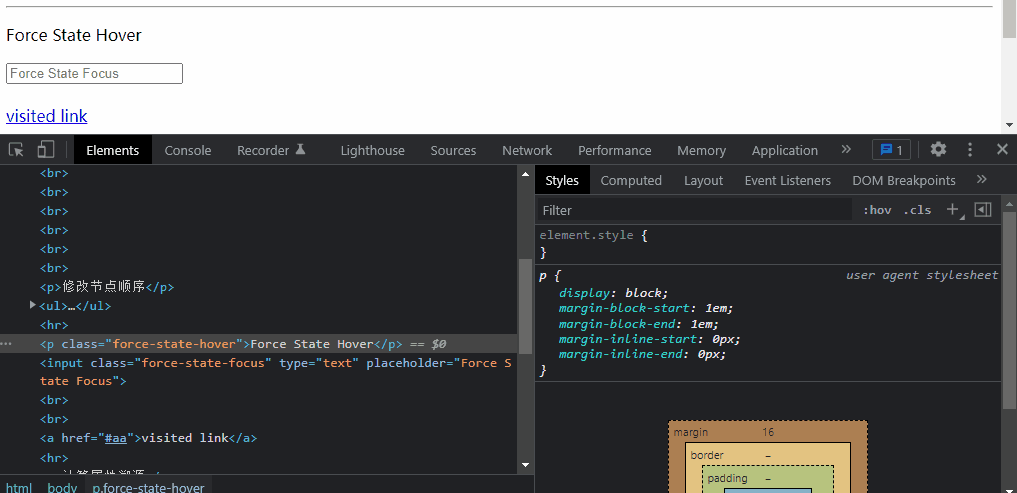 Force State Hover
Force State Focus
visited link
Elements Console Recorder Lighthouse Sources Network Performance Memory Application » 1
<br>
<br>
<br>
<br>
<br>
<br>
<p>修改节点顺序</p>
<ul>…</ul>
<hr>
<p class="force-state-hover">Force State Hover</p> == $0
<input class="force-state-focus" type="text" placeholder="Force S
tate Focus">
<br>
<br>
<a href="#aa">visited link</a>
<hr>
html body p.force-state-hover
Styles Computed Layout Event Listeners DOM Breakpoints »
Filter :hov .cls
element.style {
}
p { user agent stylesheet
display: block;
margin-block-start: 1em;
margin-block-end: 1em;
margin-inline-start: 0px;
margin-inline-end: 0px;
}
margin 16
border –
padding –